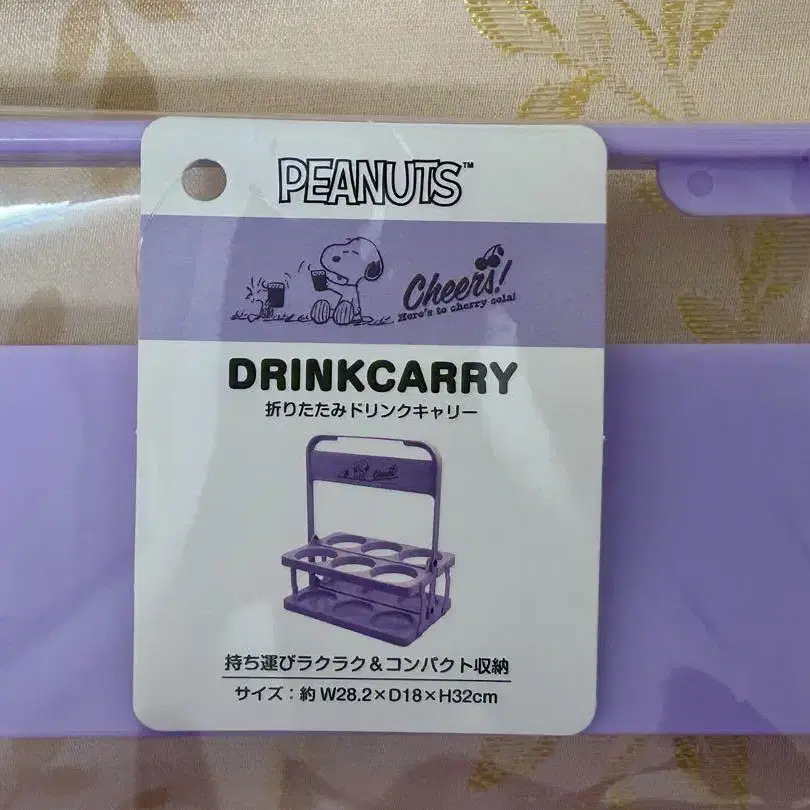 PEANUTS™
Cheers!
Here's to cherry cola!
DRINKCARRY
折りたたみドリンクキャリー
持ち運びラクラク＆コンパクト収納
サイズ：約 W28.2×D18×H32cm